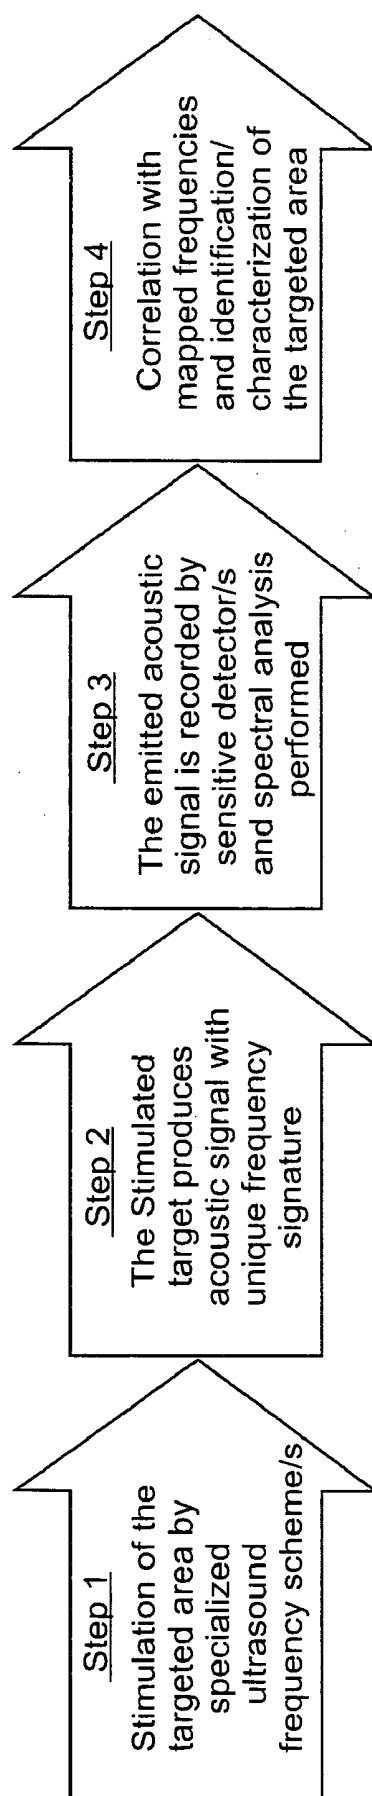 Step 1
Stimulation of the
targeted area by
specialized
ultrasound
frequency scheme/s
Step 2
The Stimulated
target produces
acoustic signal with
unique frequency
signature
Step 3
The emitted acoustic
signal is recorded by
sensitive detector/s
and spectral analysis
performed
Step 4
Correlation with
mapped frequencies
and identification/
characterization of
the targeted area